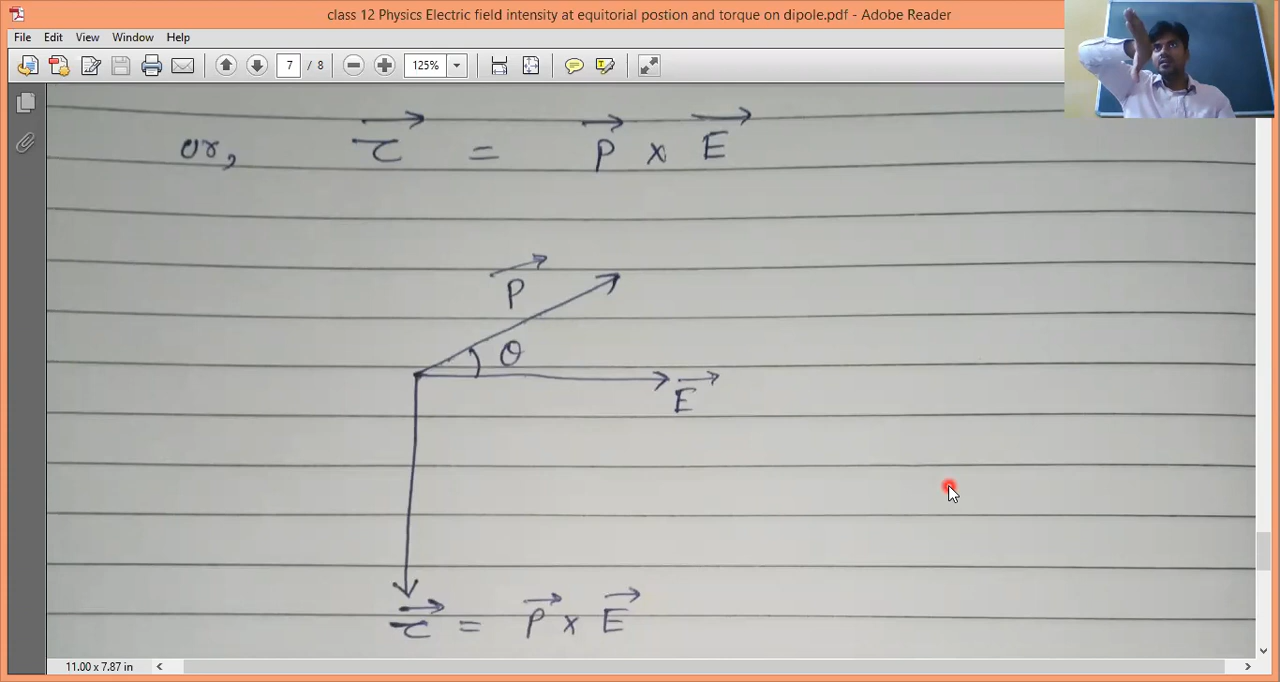 class 12 Physics Electric field intensity at equitorial postion and torque on dipole.pdf - Adobe Reader
File Edit View Window Help
7 / 8 125%
or, τ = P x E
P
θ
E
τ = P x E
11.00 x 7.87 in